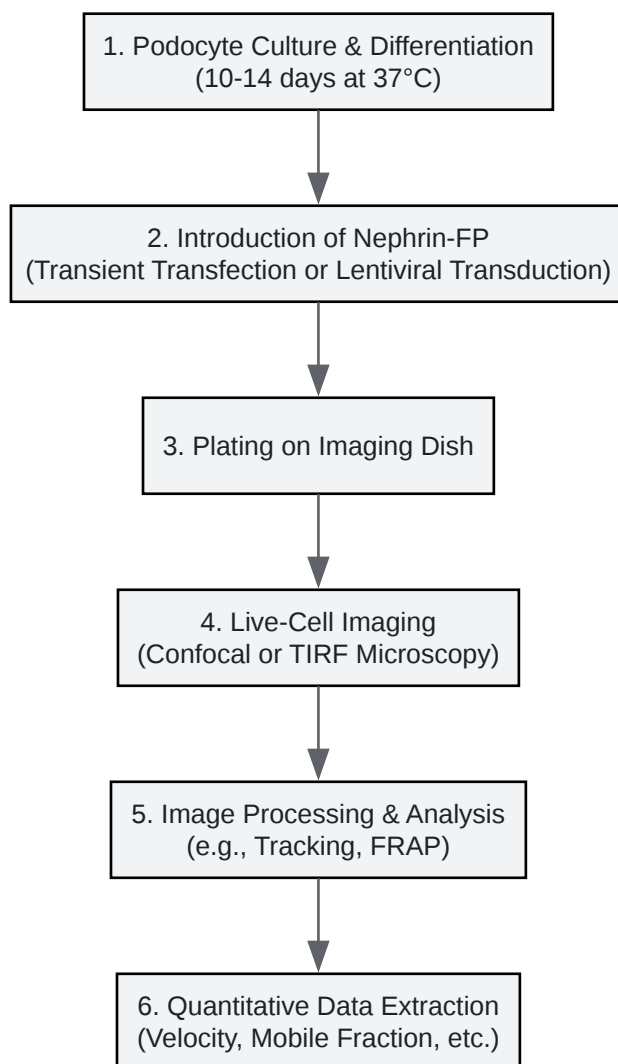 1. Podocyte Culture & Differentiation
(10-14 days at 37°C)
2. Introduction of Nephrin-FP
(Transient Transfection or Lentiviral Transduction)
3. Plating on Imaging Dish
4. Live-Cell Imaging
(Confocal or TIRF Microscopy)
5. Image Processing & Analysis
(e.g., Tracking, FRAP)
6. Quantitative Data Extraction
(Velocity, Mobile Fraction, etc.)